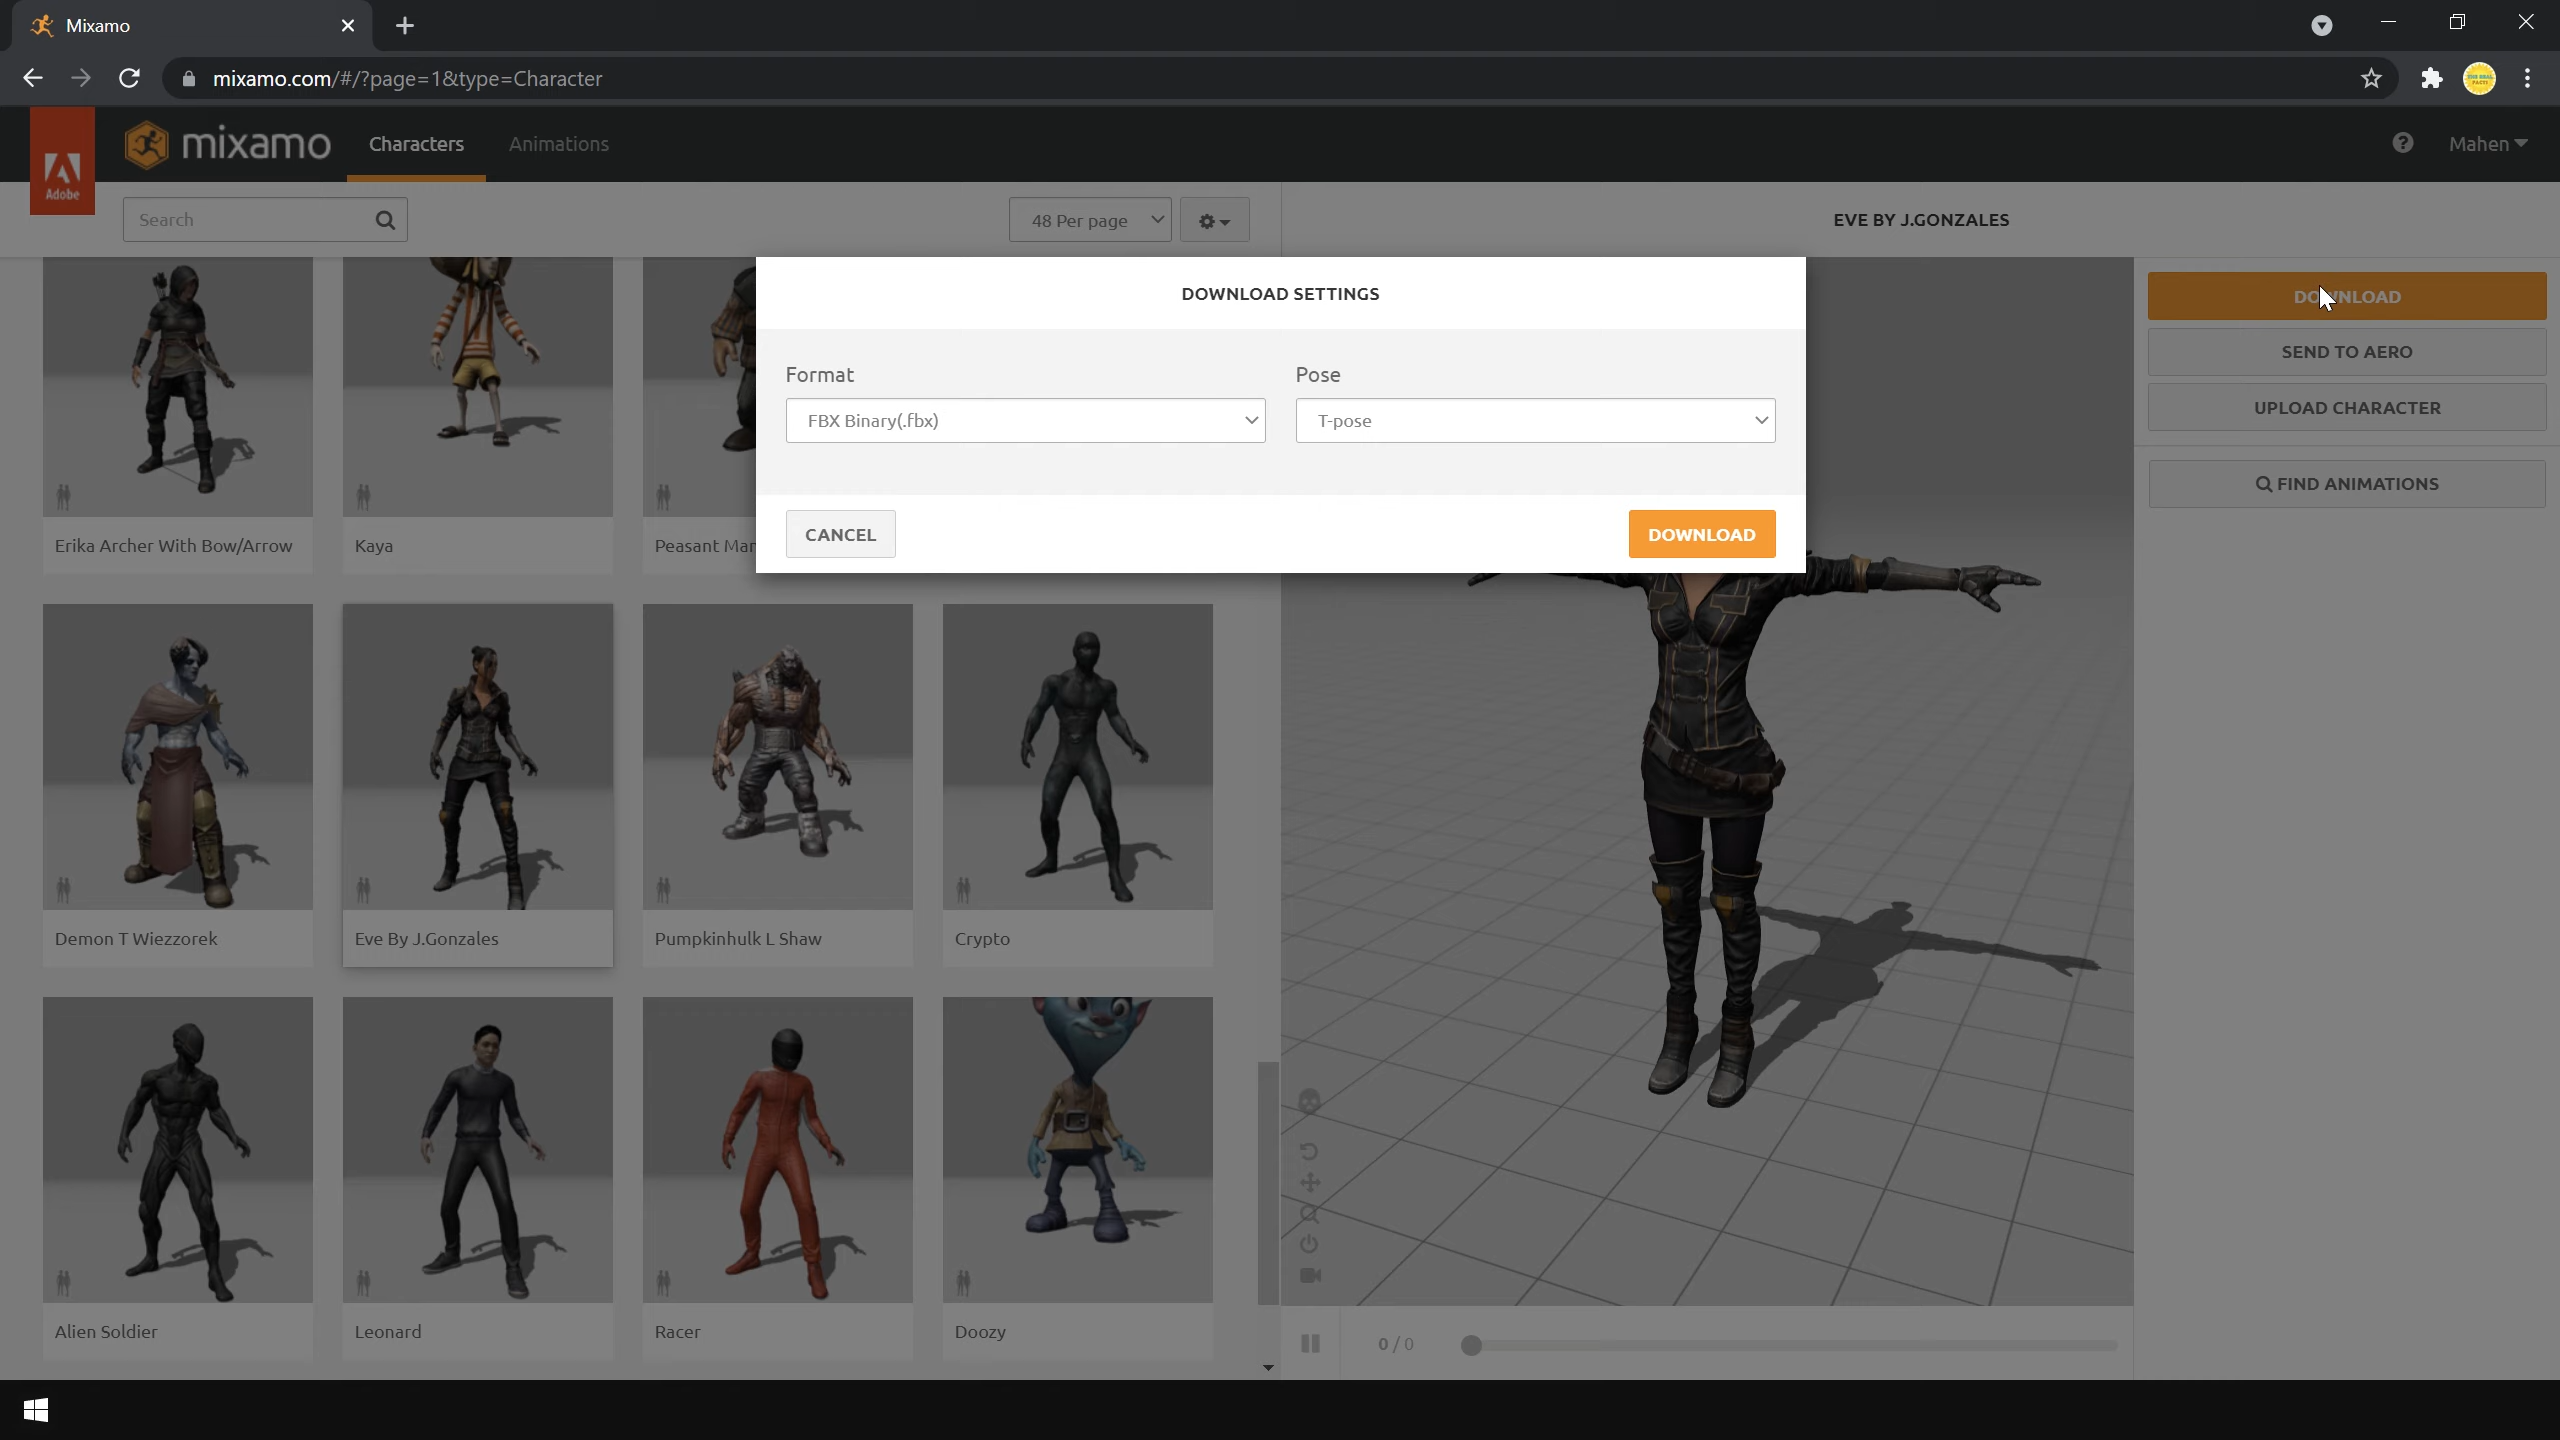 Mixamo
mixamo.com/#/?page=1&type=Character
Adobe
mixamo
Characters
Animations
Mahen
Search
48 Per page
EVE BY J.GONZALES
DOWNLOAD SETTINGS
Format
Pose
FBX Binary(.fbx)
T-pose
CANCEL
DOWNLOAD
SEND TO AERO
UPLOAD CHARACTER
FIND ANIMATIONS
Erika Archer With Bow/Arrow
Kaya
Peasant
Demon T Wiezzorek
Eve By J.Gonzales
Pumpkinhulk L Shaw
Crypto
Alien Soldier
Leonard
Racer
Doozy
0 / 0